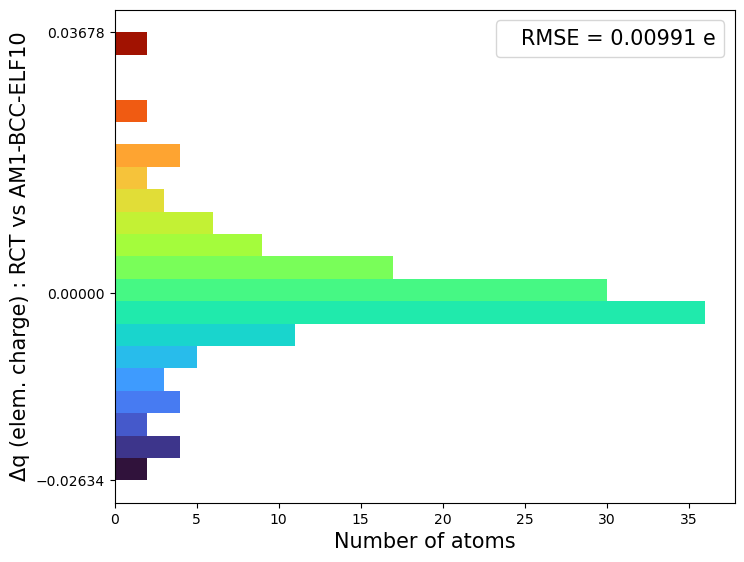 RMSE = 0.00991 e
Δq (elem. charge) : RCT vs AM1-BCC-ELF10
0.03678
0.00000
−0.02634
0 5 10 15 20 25 30 35
Number of atoms